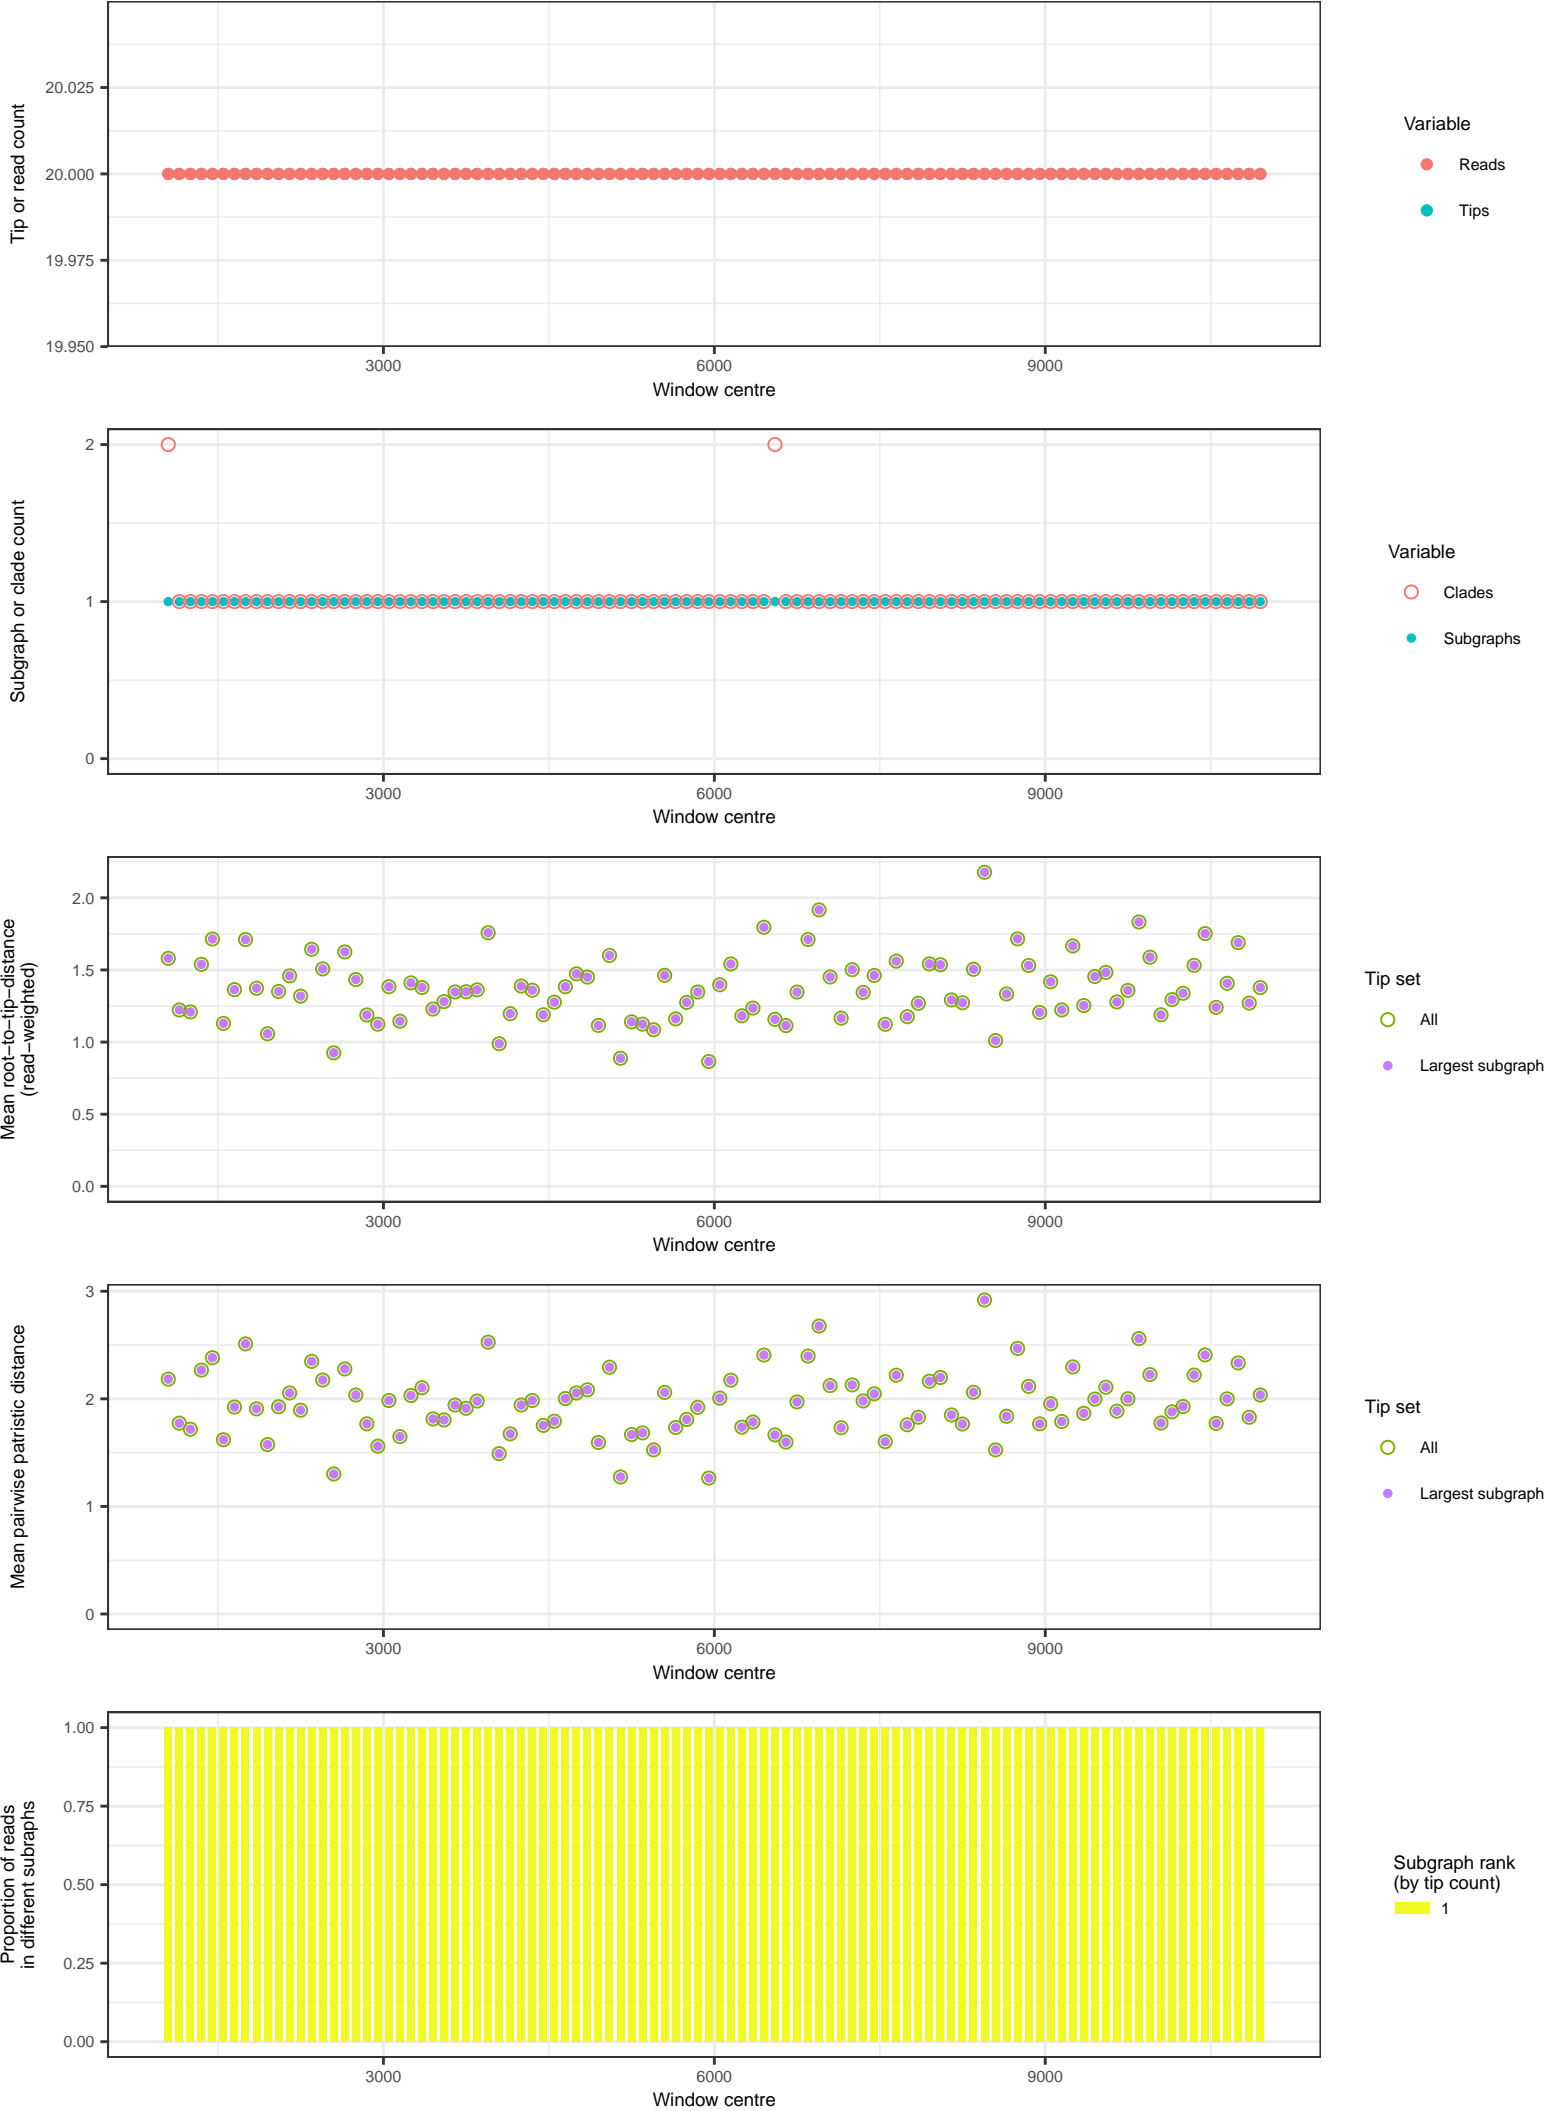 Tip or read count
20.025
20.000
19.975
19.950
3000 6000 9000
Window centre
Variable
Reads
Tips
Subgraph or clade count
2
1
0
3000 6000 9000
Window centre
Variable
Clades
Subgraphs
Mean root−to−tip−distance
(read−weighted)
2.0
1.5
1.0
0.5
0.0
3000 6000 9000
Window centre
Tip set
All
Largest subgraph
Mean pairwise patristic distance
3
2
1
0
3000 6000 9000
Window centre
Tip set
All
Largest subgraph
Proportion of reads
in different subraphs
1.00
0.75
0.50
0.25
0.00
3000 6000 9000
Window centre
Subgraph rank
(by tip count)
1